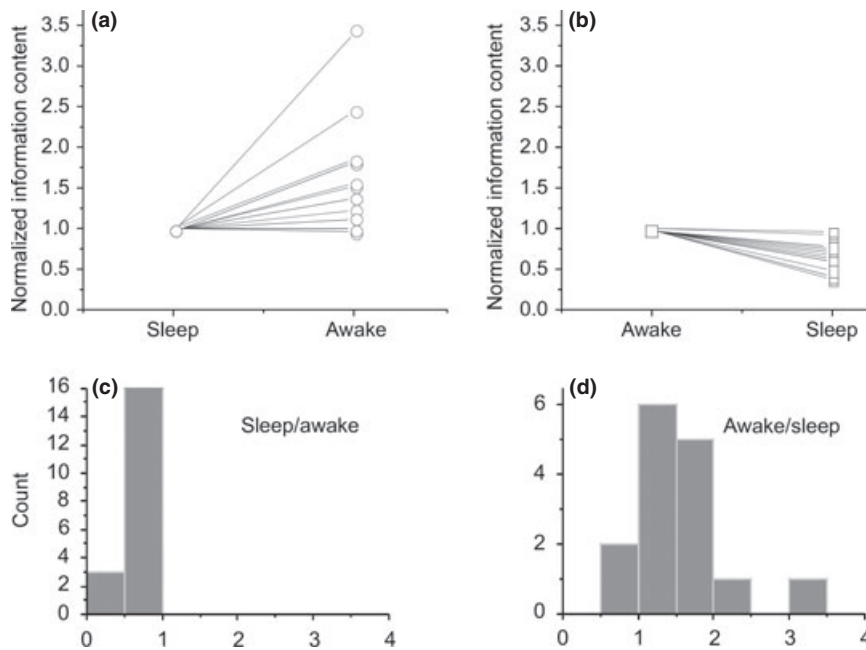 (a)
Normalized information content
3.5
3.0
2.5
2.0
1.5
1.0
0.5
0.0
Sleep Awake
(b)
Normalized information content
3.5
3.0
2.5
2.0
1.5
1.0
0.5
0.0
Awake Sleep
(c)
Sleep/awake
Count
16
14
12
10
8
6
4
2
0
0 1 2 3 4
(d)
Awake/sleep
6
4
2
0
0 1 2 3 4